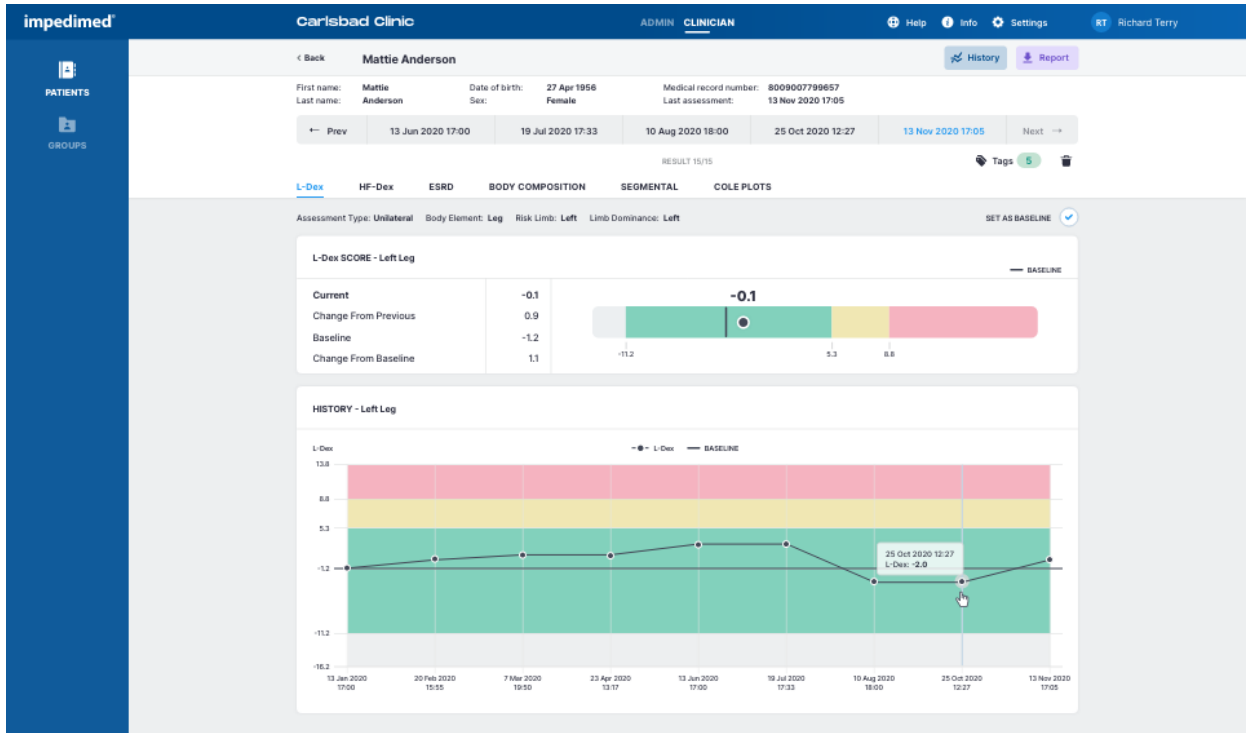 impedimed®
Carlsbad Clinic
ADMIN CLINICIAN
Help Info Settings
RT Richard Terry
PATIENTS
GROUPS
‹ Back Mattie Anderson
History Report
First name: Mattie Date of birth: 27 Apr 1956 Medical record number: 8009007799657
Last name: Anderson Sex: Female Last assessment: 13 Nov 2020 17:05
← Prev 13 Jun 2020 17:00 19 Jul 2020 17:33 10 Aug 2020 18:00 25 Oct 2020 12:27 13 Nov 2020 17:05 Next →
RESULT 15/15
Tags 5
L-Dex HF-Dex ESRD BODY COMPOSITION SEGMENTAL COLE PLOTS
Assessment Type: Unilateral Body Element: Leg Risk Limb: Left Limb Dominance: Left SET AS BASELINE
L-Dex SCORE - Left Leg
BASELINE
Current -0.1
Change From Previous 0.9
Baseline -1.2
Change From Baseline 1.1
-0.1
-11.2 5.3 8.8
HISTORY - Left Leg
L-Dex
L-Dex BASELINE
13.8
8.8
5.3
-1.2
-11.2
-16.2
25 Oct 2020 12:27
L-Dex: -2.0
13 Jan 2020 20 Feb 2020 7 Mar 2020 23 Apr 2020 13 Jun 2020 19 Jul 2020 10 Aug 2020 25 Oct 2020 13 Nov 2020
17:00 15:55 19:50 13:17 17:00 17:33 18:00 12:27 17:05